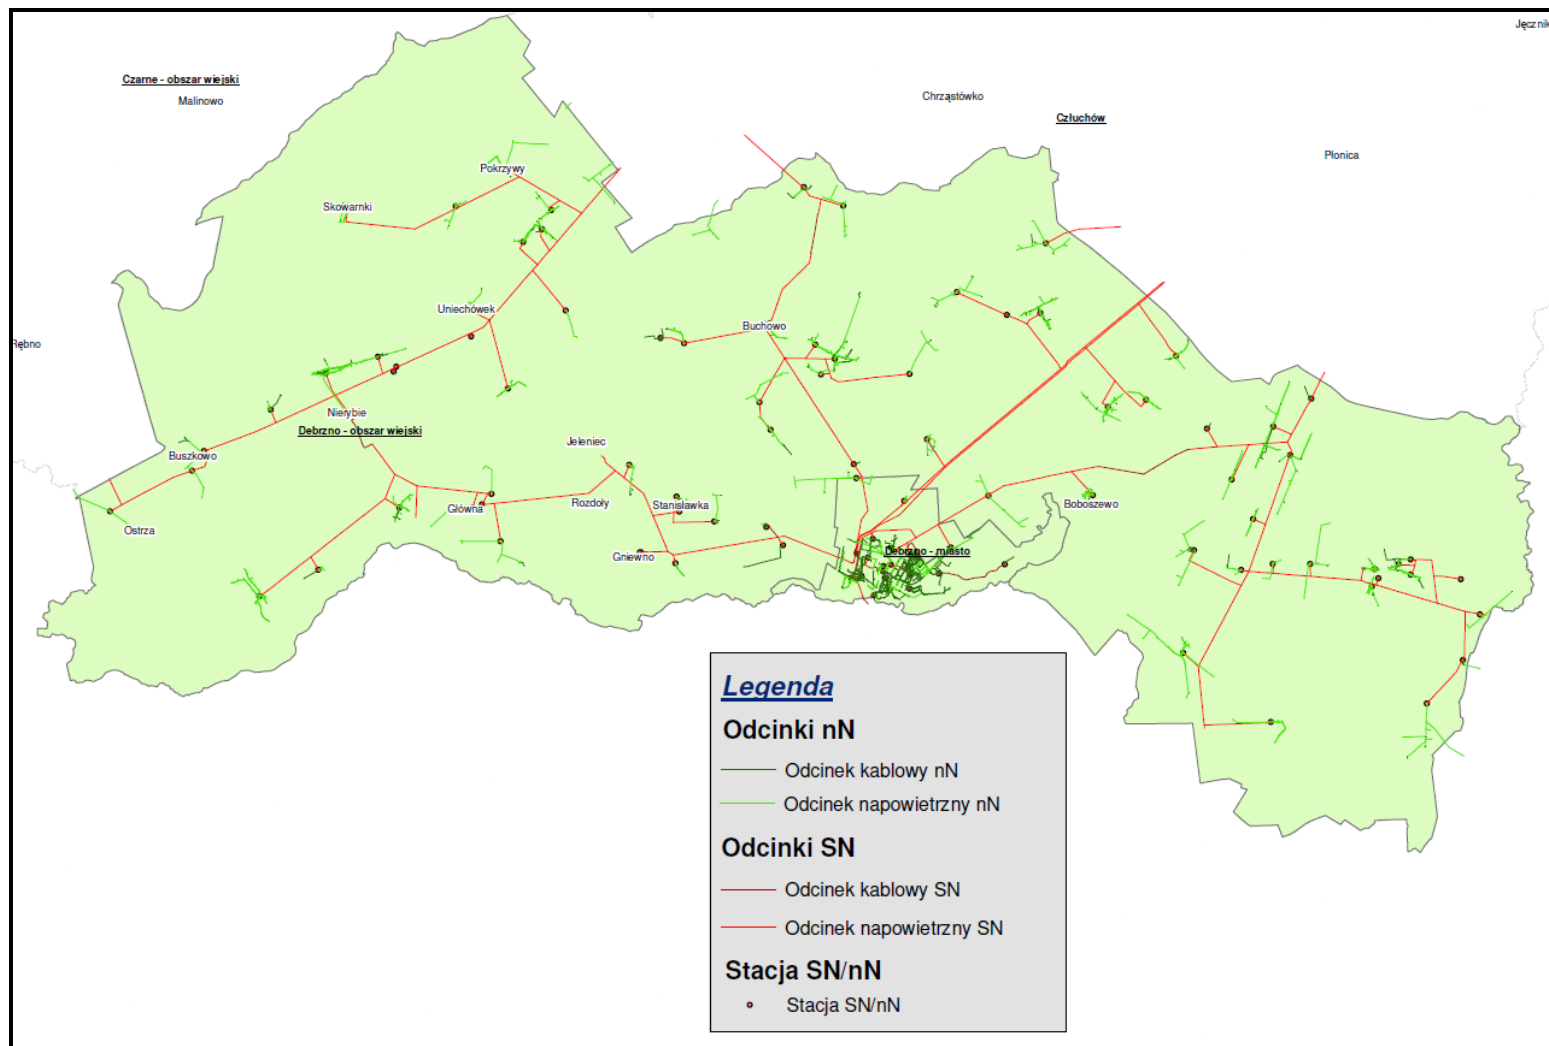 Jęcznik
Czarne - obszar wiejski
Malinowo
Chrząstówko
Człuchów
Płonica
Pokrzywy
Skowarnki
Uniechówek
Buchowo
Rębno
Nierybie
Debrzno - obszar wiejski
Jeleniec
Buszkowo
Rozdoły
Stanisławka
Główna
Boboszewo
Ostrza
Gniewno
Debrzno - miasto
Legenda
Odcinki nN
Odcinek kablowy nN
Odcinek napowietrzny nN
Odcinki SN
Odcinek kablowy SN
Odcinek napowietrzny SN
Stacja SN/nN
Stacja SN/nN